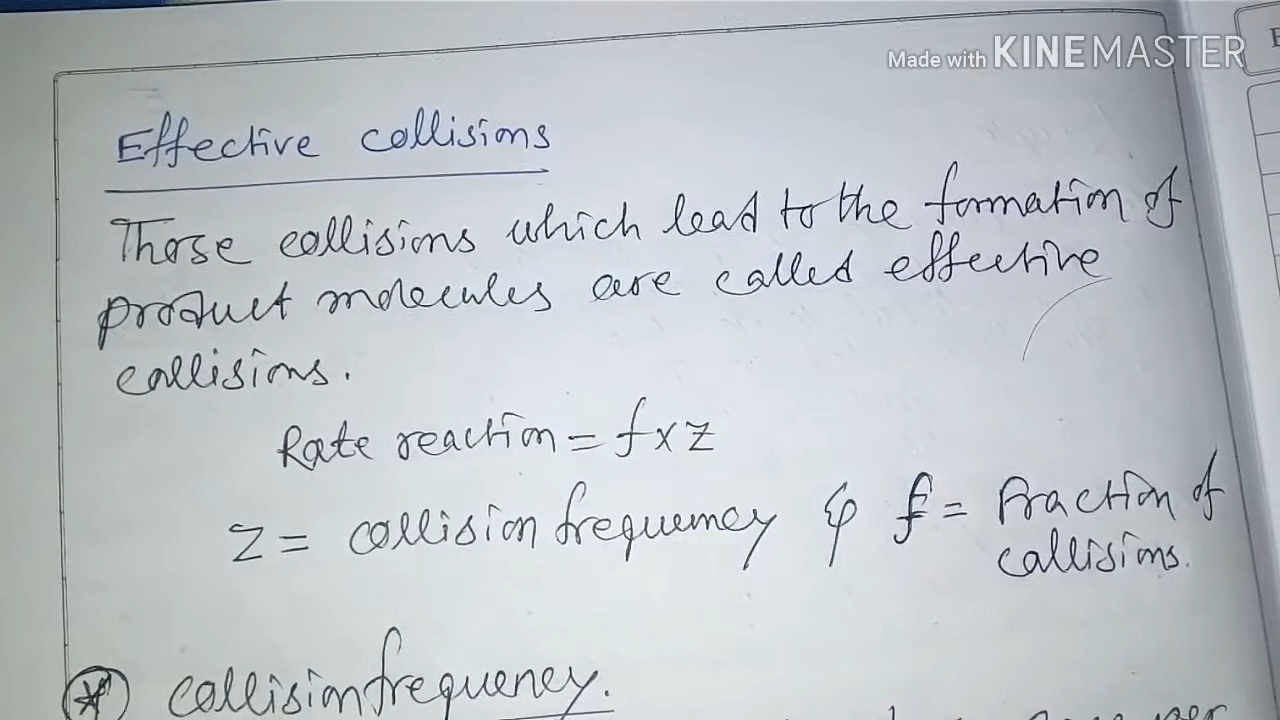 Made with KINEMASTER
Effective collisions
Those collisions which lead to the formation of
product molecules are called effective
collisions.
Rate reaction = f x z
Z = collision frequency & f = Fraction of
collisions.
* collision frequency.
per